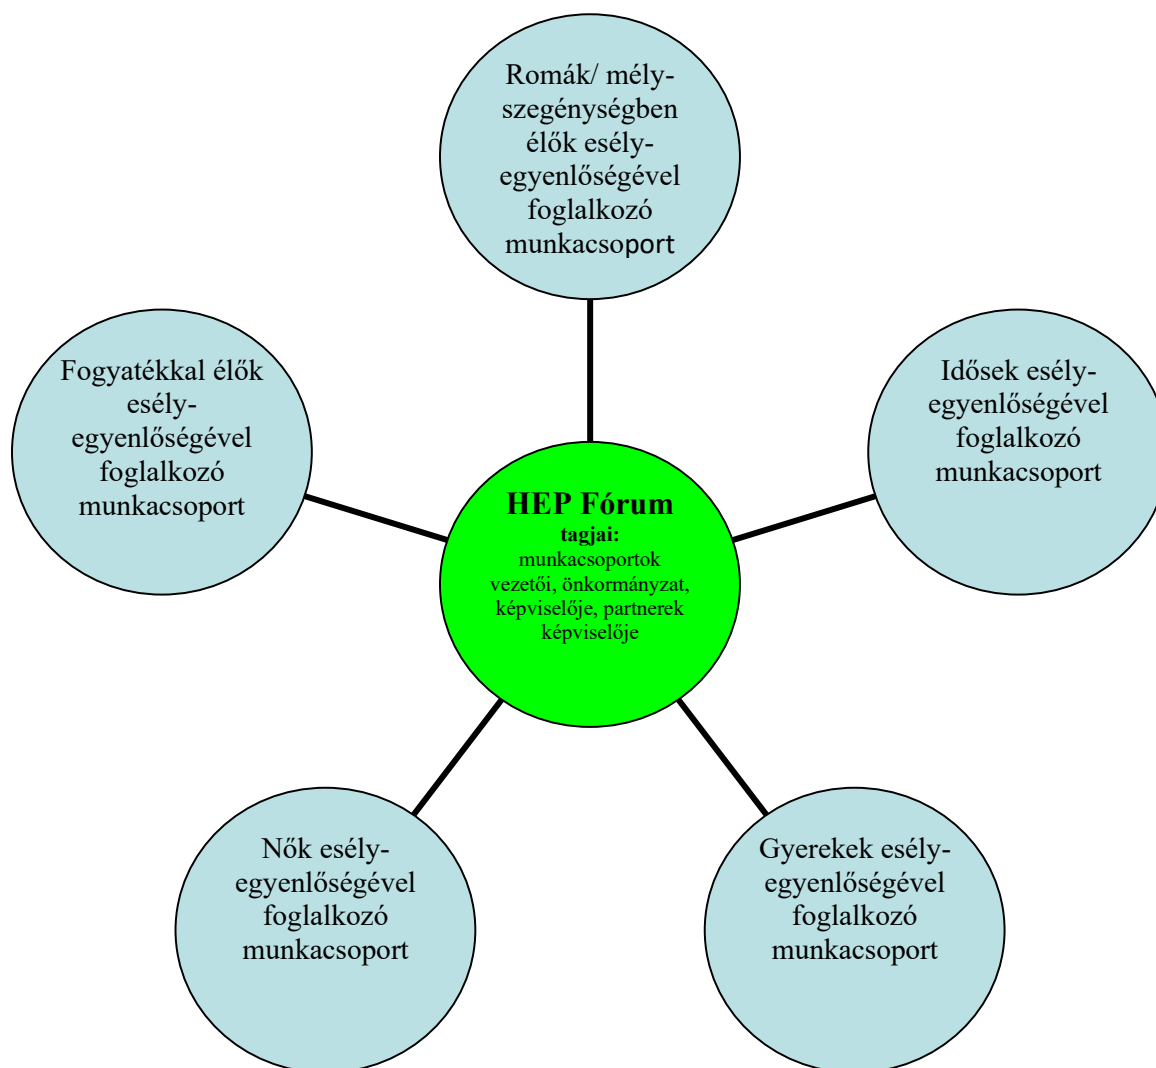 Romák/ mély-
szegénységben
élők esély-
egyenlőségével
foglalkozó
munkacsoport
Fogyatékkal élők
esély-
egyenlőségével
foglalkozó
munkacsoport
Idősek esély-
egyenlőségével
foglalkozó
munkacsoport
HEP Fórum
tagjai:
munkacsoportok
vezetői, önkormányzat,
képviselője, partnerek
képviselője
Nők esély-
egyenlőségével
foglalkozó
munkacsoport
Gyerekek esély-
egyenlőségével
foglalkozó
munkacsoport